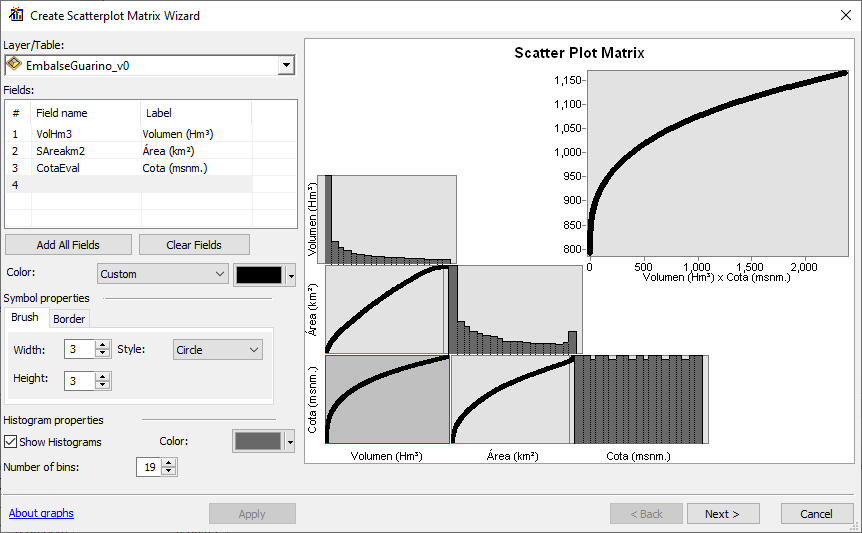 Create Scatterplot Matrix Wizard
Layer/Table:
EmbalseGuarino_v0
Fields:
# Field name Label
1 VolHm3 Volumen (Hm³)
2 SAreakm2 Área (km²)
3 CotaEval Cota (msnm.)
4
Add All Fields Clear Fields
Color: Custom
Symbol properties
Brush Border
Width: 3 Style: Circle
Height: 3
Histogram properties
Show Histograms Color:
Number of bins: 19
Scatter Plot Matrix
1,150
1,100
1,050
1,000
950
900
850
800
0 500 1,000 1,500 2,000
Volumen (Hm³) x Cota (msnm.)
Volumen (Hm³)
Área (km²)
Cota (msnm.)
Volumen (Hm³) Área (km²) Cota (msnm.)
About graphs Apply < Back Next > Cancel